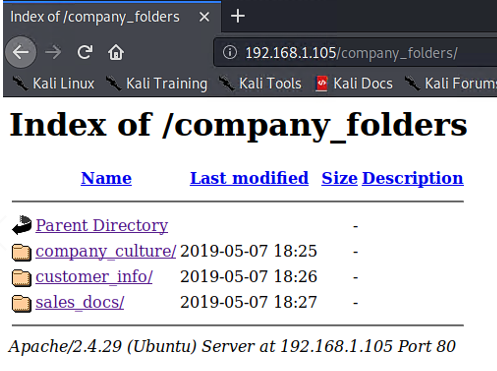 Index of /company_folders
192.168.1.105/company_folders/
Kali Linux Kali Training Kali Tools Kali Docs Kali Forums
Index of /company_folders
Name Last modified Size Description
Parent Directory -
company_culture/ 2019-05-07 18:25 -
customer_info/ 2019-05-07 18:26 -
sales_docs/ 2019-05-07 18:27 -
Apache/2.4.29 (Ubuntu) Server at 192.168.1.105 Port 80